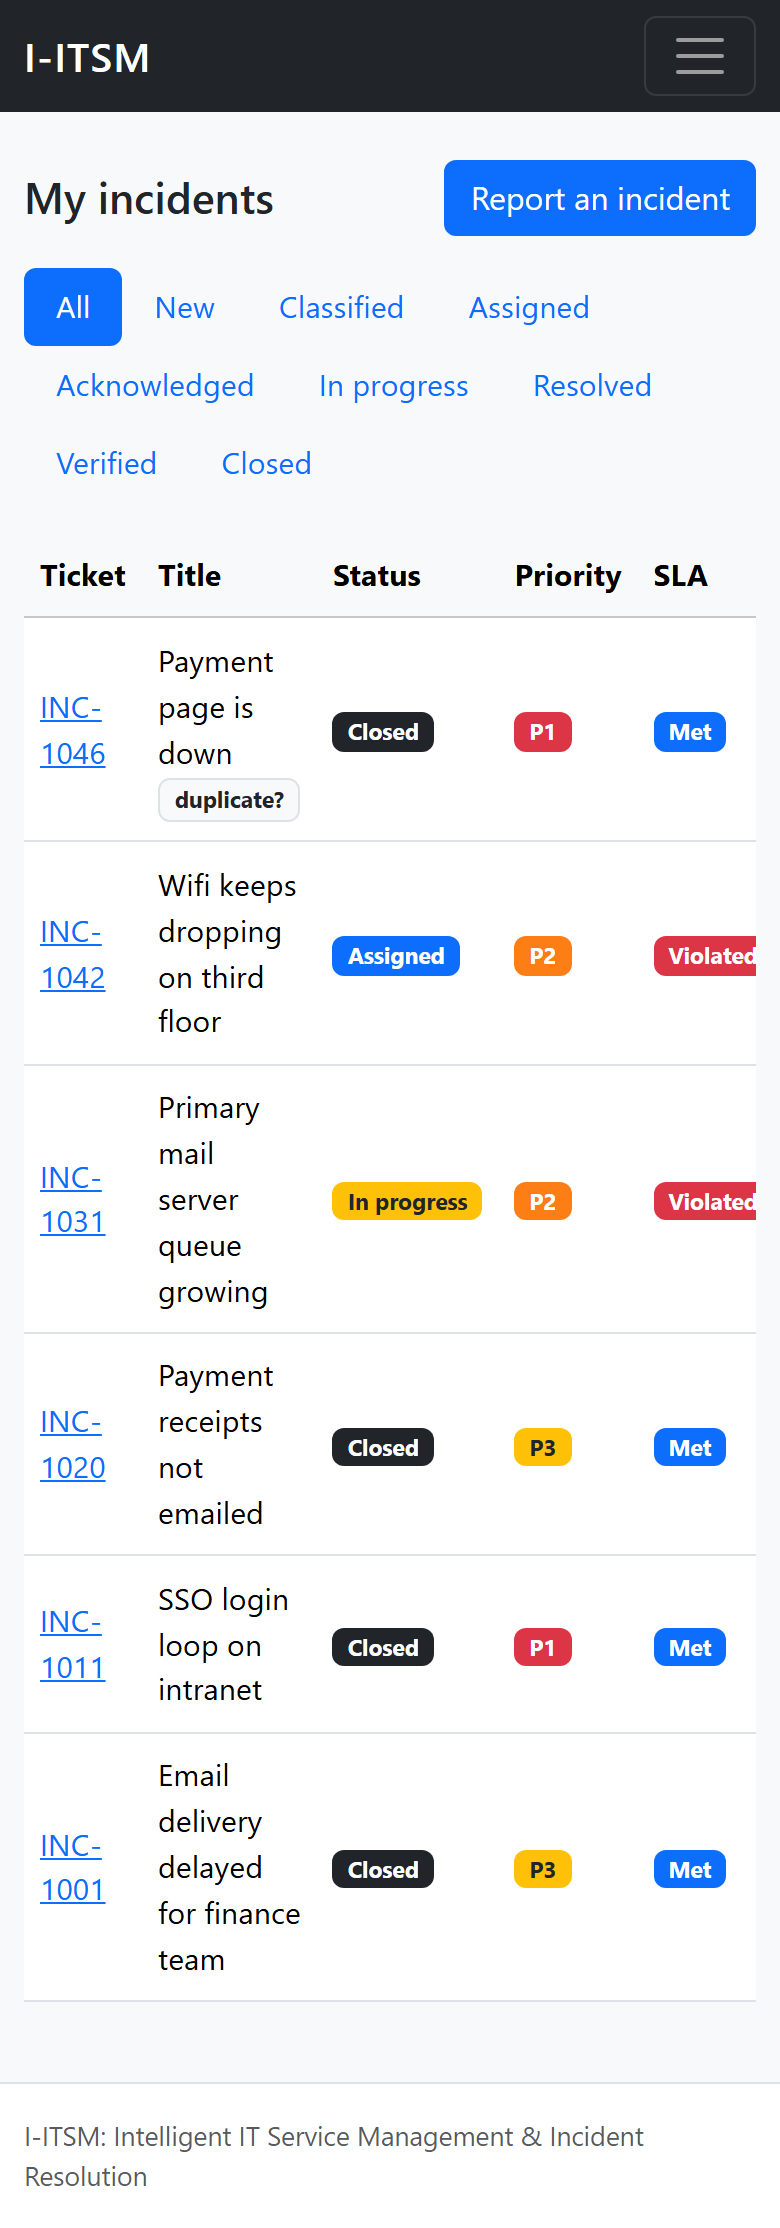 I-ITSM
My incidents
Report an incident
All New Classified Assigned
Acknowledged In progress Resolved
Verified Closed
Ticket Title Status Priority SLA
INC-1046 Payment page is down duplicate? Closed P1 Met
INC-1042 Wifi keeps dropping on third floor Assigned P2 Violated
INC-1031 Primary mail server queue growing In progress P2 Violated
INC-1020 Payment receipts not emailed Closed P3 Met
INC-1011 SSO login loop on intranet Closed P1 Met
INC-1001 Email delivery delayed for finance team Closed P3 Met
I-ITSM: Intelligent IT Service Management & Incident
Resolution